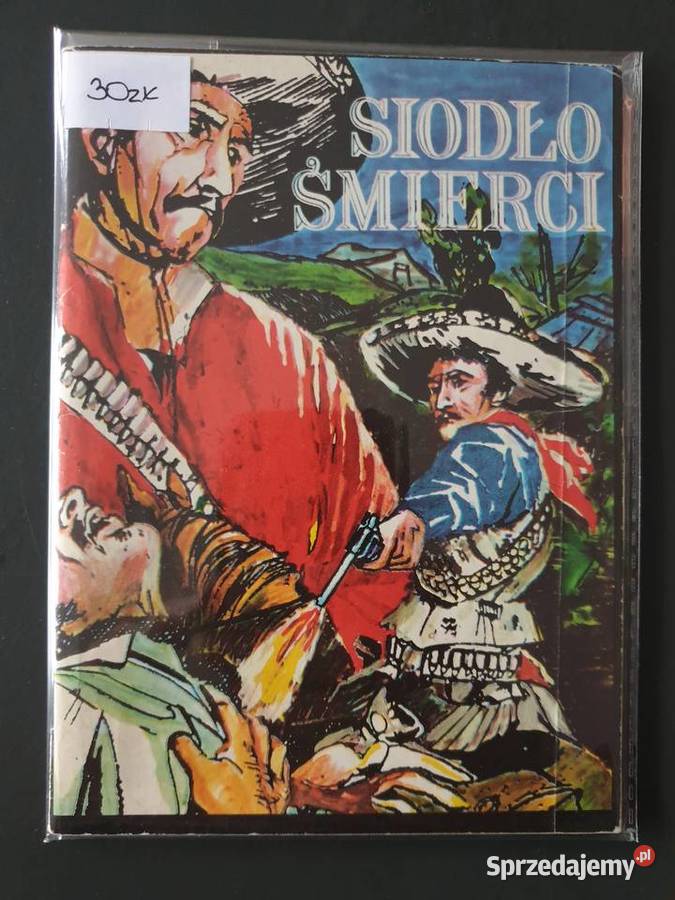 30zł
SIODŁO
ŚMIERCI
Sprzedajemy.pl